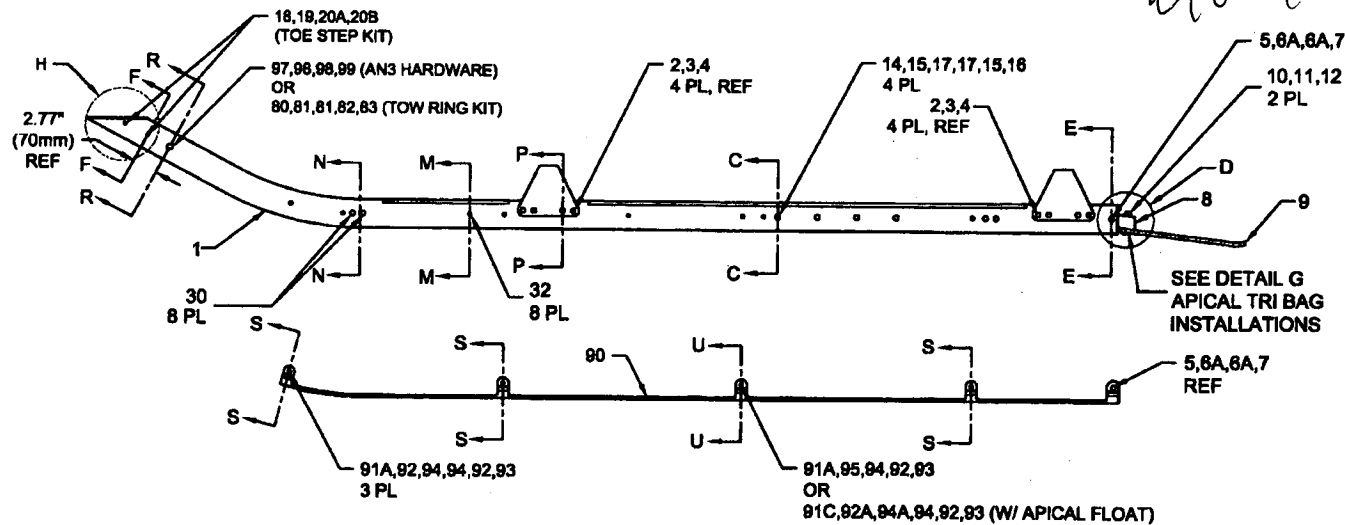 18,19,20A,20B
(TOE STEP KIT)
H
R
F
97,96,98,99 (AN3 HARDWARE)
OR
80,81,81,82,83 (TOW RING KIT)
2.77"
(70mm)
REF
F
R
1
N
N
30
8 PL
M
M
32
8 PL
P
P
2,3,4
4 PL, REF
C
C
14,15,17,17,15,16
4 PL
2,3,4
4 PL, REF
E
E
5,6A,6A,7
10,11,12
2 PL
D
8
9
SEE DETAIL G
APICAL TRI BAG
INSTALLATIONS
S
S
91A,92,94,94,92,93
3 PL
S
S
90
U
U
91A,95,94,92,93
OR
91C,92A,94A,94,92,93 (W/ APICAL FLOAT)
S
S
5,6A,6A,7
REF